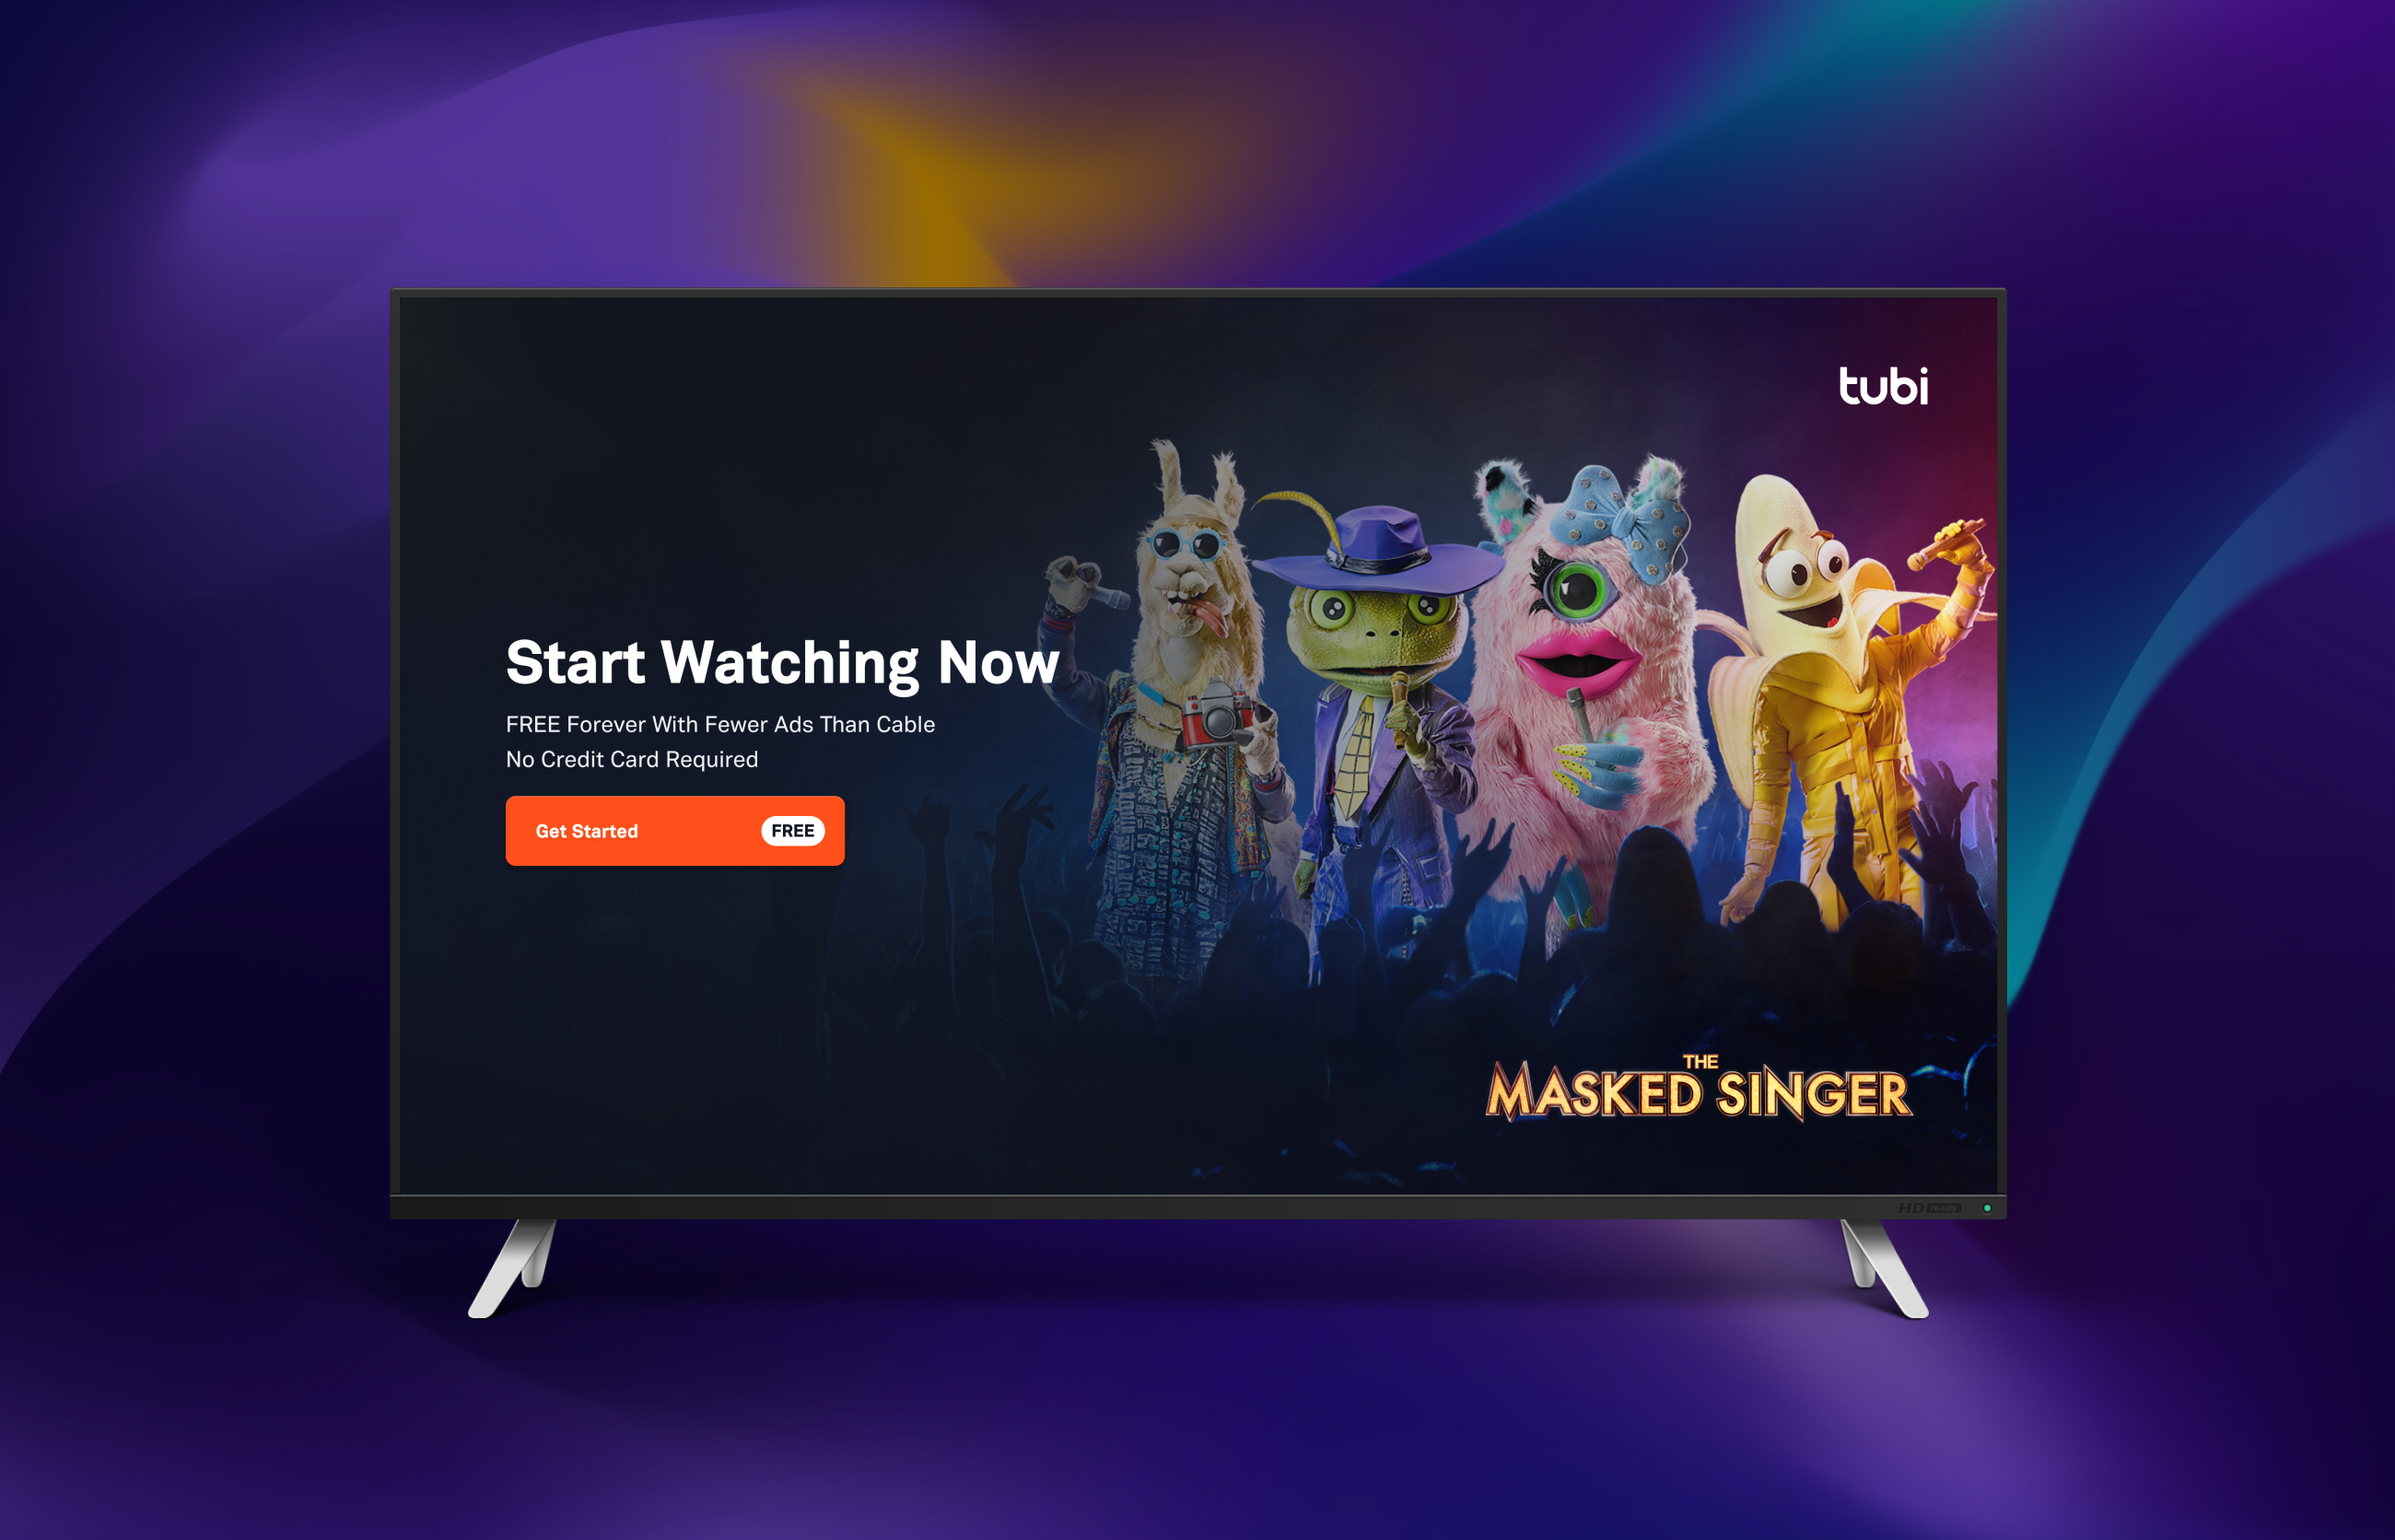 tubi
Start Watching Now
FREE Forever With Fewer Ads Than Cable
No Credit Card Required
Get Started
FREE
THE
MASKED SINGER
HD ready